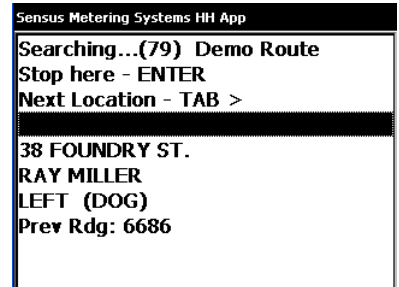 Sensus Metering Systems HH App
Searching...(79) Demo Route
Stop here - ENTER
Next Location - TAB >
38 FOUNDRY ST.
RAY MILLER
LEFT (DOG)
Prev Rdg: 6686